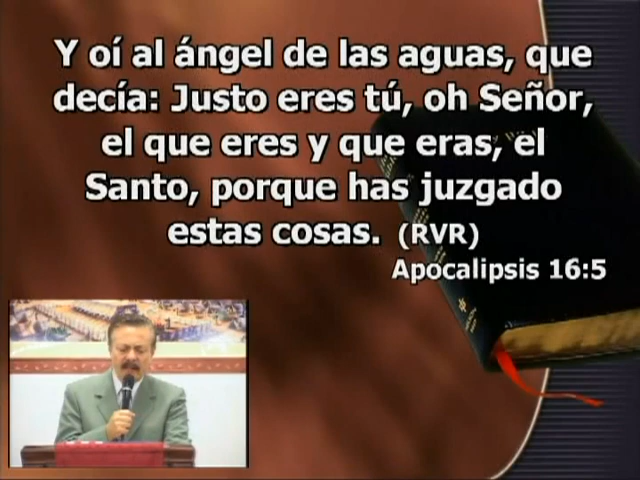 Y oí al ángel de las aguas, que
decía: Justo eres tú, oh Señor,
el que eres y que eras, el
Santo, porque has juzgado
estas cosas. (RVR)
Apocalipsis 16:5